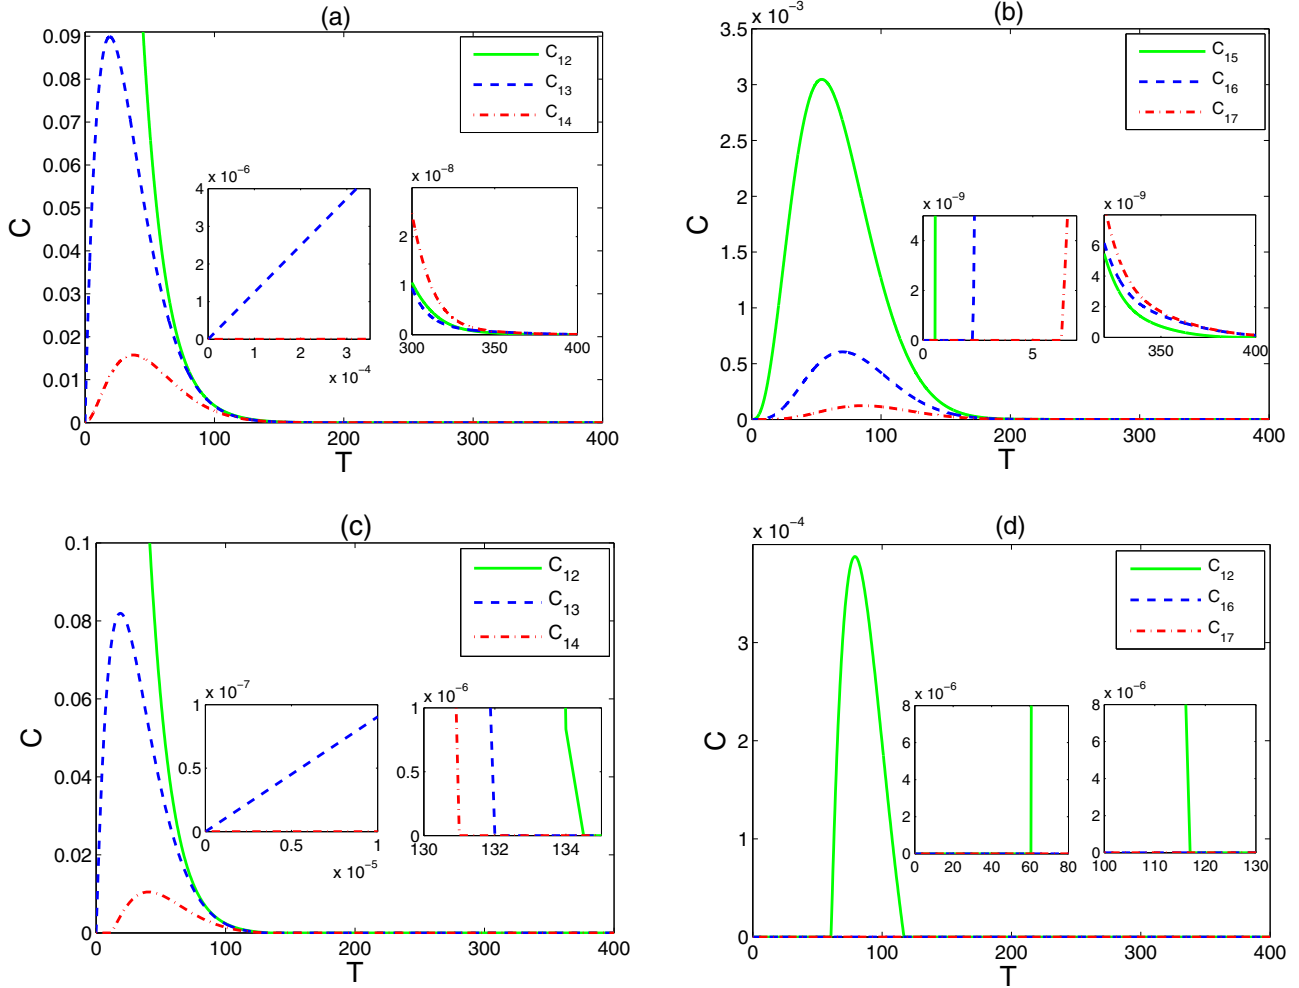 (a)
0.09
0.08
0.07
0.06
0.05
0.04
0.03
0.02
0.01
0
C
0 100 200 300 400
T
C12
C13
C14
x 10−6
4
3
2
1
0
0 1 2 3
x 10−4
x 10−8
2
1
0
300 350 400
(b)
x 10−3
3.5
3
2.5
2
1.5
1
0.5
0
C
0 100 200 300 400
T
C15
C16
C17
x 10−9
4
2
0
0 5
x 10−9
8
6
4
2
0
350 400
(c)
0.1
0.08
0.06
0.04
0.02
0
C
0 100 200 300 400
T
C12
C13
C14
x 10−7
1
0.5
0
0 0.5 1
x 10−5
x 10−6
1
0.5
0
130 132 134
(d)
x 10−4
4
2
0
C
0 100 200 300 400
T
C12
C16
C17
x 10−6
8
6
4
2
0
0 20 40 60 80
x 10−6
8
6
4
2
0
100 110 120 130